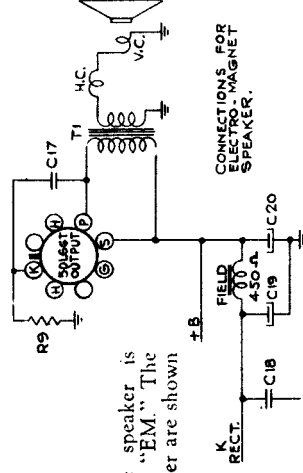 speaker is
"EM." The
er are shown
R9
C17
K
H
H
P
S
G
50L6GT
OUTPUT
T1
H.C.
V.C.
CONNECTIONS FOR
ELECTRO-MAGNET
SPEAKER.
+B
FIELD
450Ω
K
RECT.
C18
C19
C20